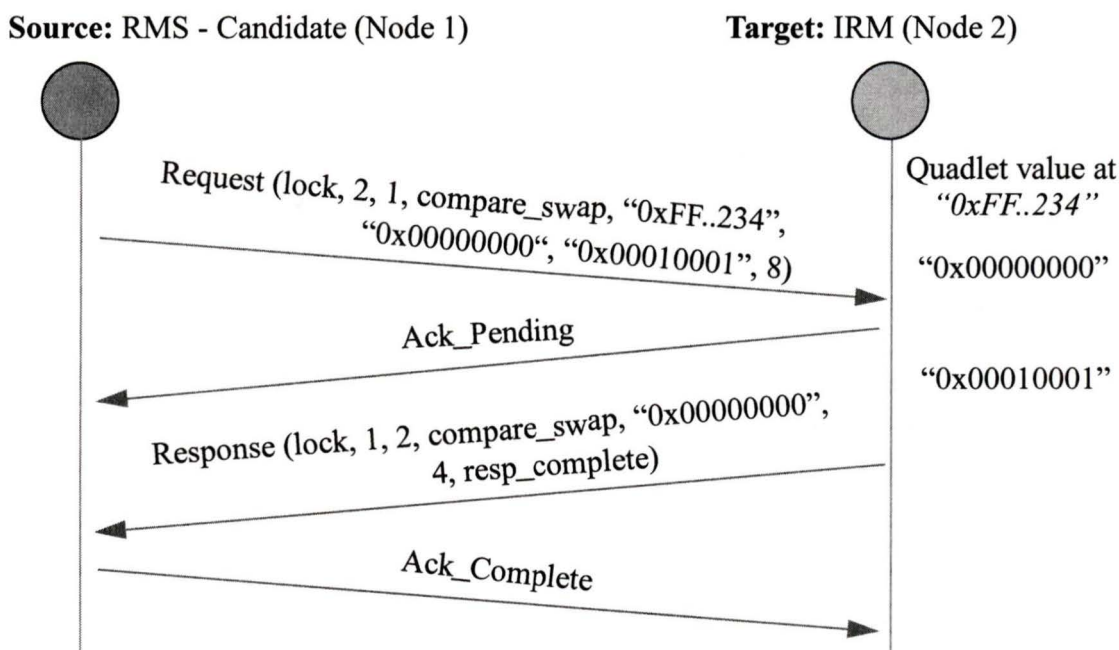 Source: RMS - Candidate (Node 1)
Target: IRM (Node 2)
Request (lock, 2, 1, compare_swap, “0xFF..234”,
“0x00000000“, “0x00010001”, 8)
Quadlet value at
“0xFF..234”
“0x00000000”
Ack_Pending
“0x00010001”
Response (lock, 1, 2, compare_swap, “0x00000000”,
4, resp_complete)
Ack_Complete